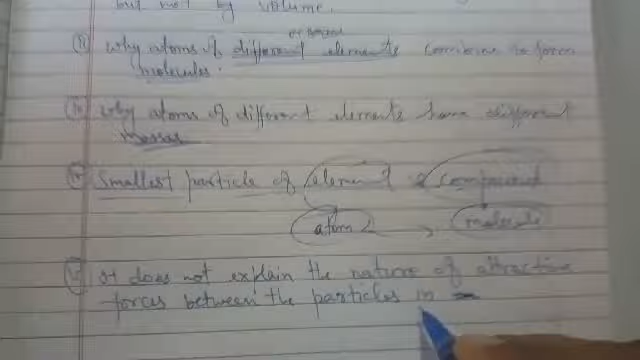 but not by volume.
(ii) Why atoms of different elements combine to form
molecules.
(iii) Why atoms of different elements have different
masses
(iv) Smallest particle of element & compound
atom molecule
(v) It does not explain the nature of attractive
forces between the particles in